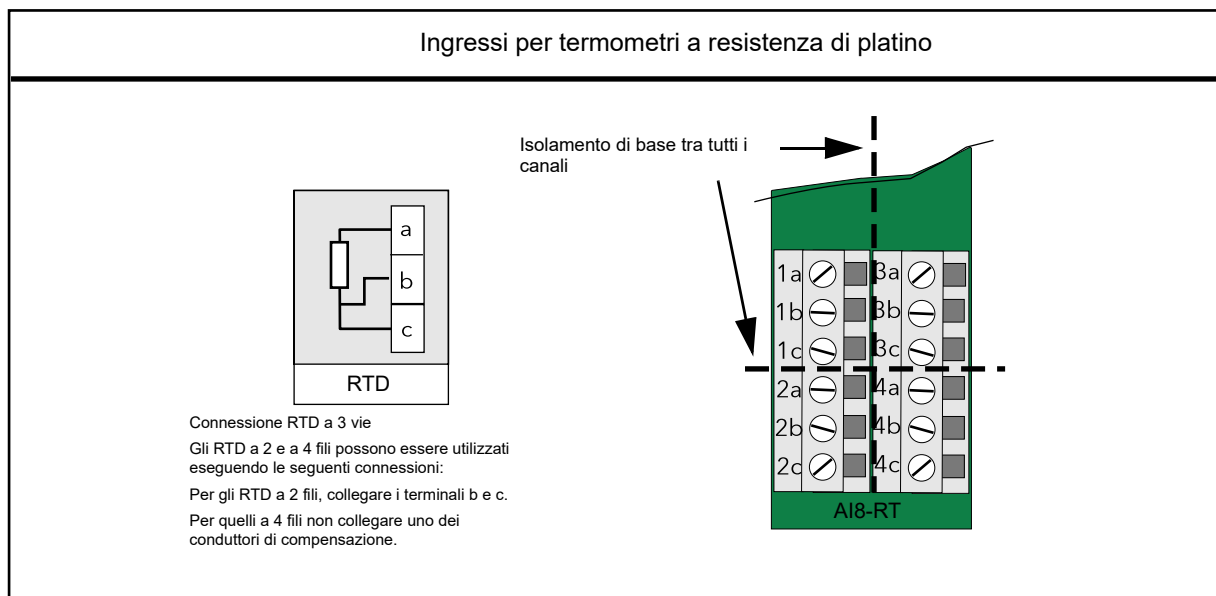 Ingressi per termometri a resistenza di platino
Isolamento di base tra tutti i
canali
a
b
c
RTD
Connessione RTD a 3 vie
Gli RTD a 2 e a 4 fili possono essere utilizzati
eseguendo le seguenti connessioni:
Per gli RTD a 2 fili, collegare i terminali b e c.
Per quelli a 4 fili non collegare uno dei
conduttori di compensazione.
1a 3a
1b 3b
1c 3c
2a 4a
2b 4b
2c 4c
AI8-RT